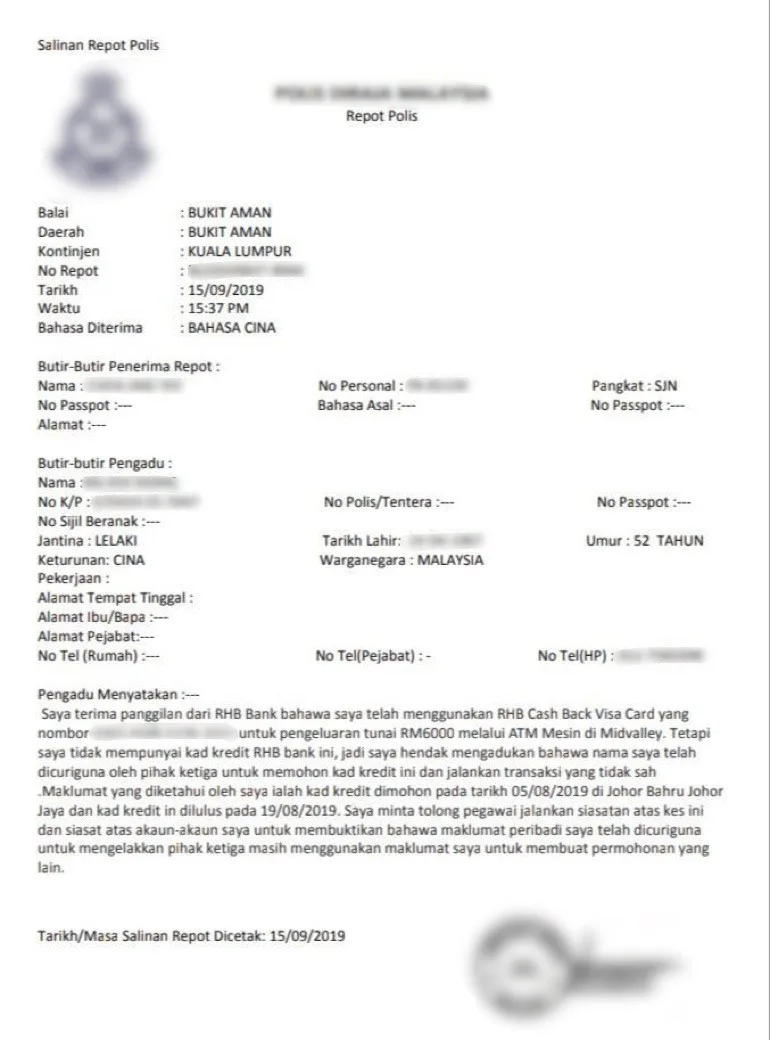 Salinan Repot Polis
Repot Polis
Balai : BUKIT AMAN
Daerah : BUKIT AMAN
Kontinjen : KUALA LUMPUR
No Repot :
Tarikh : 15/09/2019
Waktu : 15:37 PM
Bahasa Diterima : BAHASA CINA
Butir-Butir Penerima Repot :
Nama : No Personal : Pangkat : SJN
No Passpot :--- Bahasa Asal :--- No Passpot :---
Alamat :---
Butir-butir Pengadu :
Nama :
No K/P : No Polis/Tentera :--- No Passpot :---
No Sijil Beranak :---
Jantina : LELAKI Tarikh Lahir: Umur : 52 TAHUN
Keturunan: CINA Warganegara : MALAYSIA
Pekerjaan :
Alamat Tempat Tinggal :
Alamat Ibu/Bapa :---
Alamat Pejabat:---
No Tel (Rumah) :--- No Tel(Pejabat) : - No Tel(HP) :
Pengadu Menyatakan :---
Saya terima panggilan dari RHB Bank bahawa saya telah menggunakan RHB Cash Back Visa Card yang
nombor untuk pengeluaran tunai RM6000 melalui ATM Mesin di Midvalley. Tetapi
saya tidak mempunyai kad kredit RHB bank ini, jadi saya hendak mengadukan bahawa nama saya telah
dicuriguna oleh pihak ketiga untuk memohon kad kredit ini dan jalankan transaksi yang tidak sah
.Maklumat yang diketahui oleh saya ialah kad kredit dimohon pada tarikh 05/08/2019 di Johor Bahru Johor
Jaya dan kad kredit in dilulus pada 19/08/2019. Saya minta tolong pegawai jalankan siasatan atas kes ini
dan siasat atas akaun-akaun saya untuk membuktikan bahawa maklumat peribadi saya telah dicuriguna
untuk mengelakkan pihak ketiga masih menggunakan maklumat saya untuk membuat permohonan yang
lain.
Tarikh/Masa Salinan Repot Dicetak: 15/09/2019